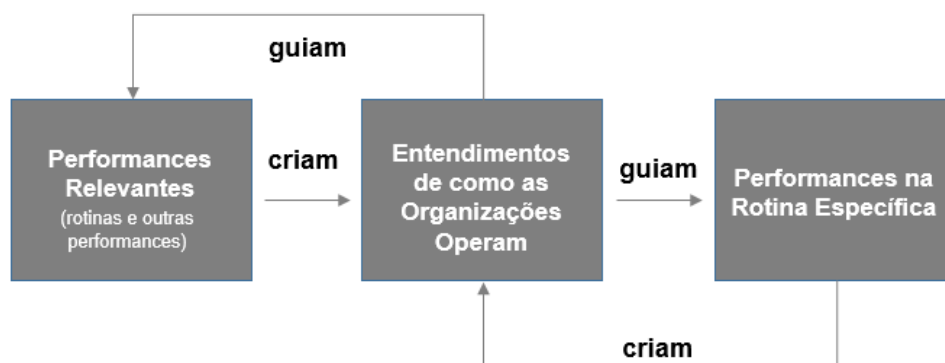 guiam
Performances
Relevantes
(rotinas e outras
performances)
criam
Entendimentos
de como as
Organizações
Operam
guiam
Performances na
Rotina Específica
criam